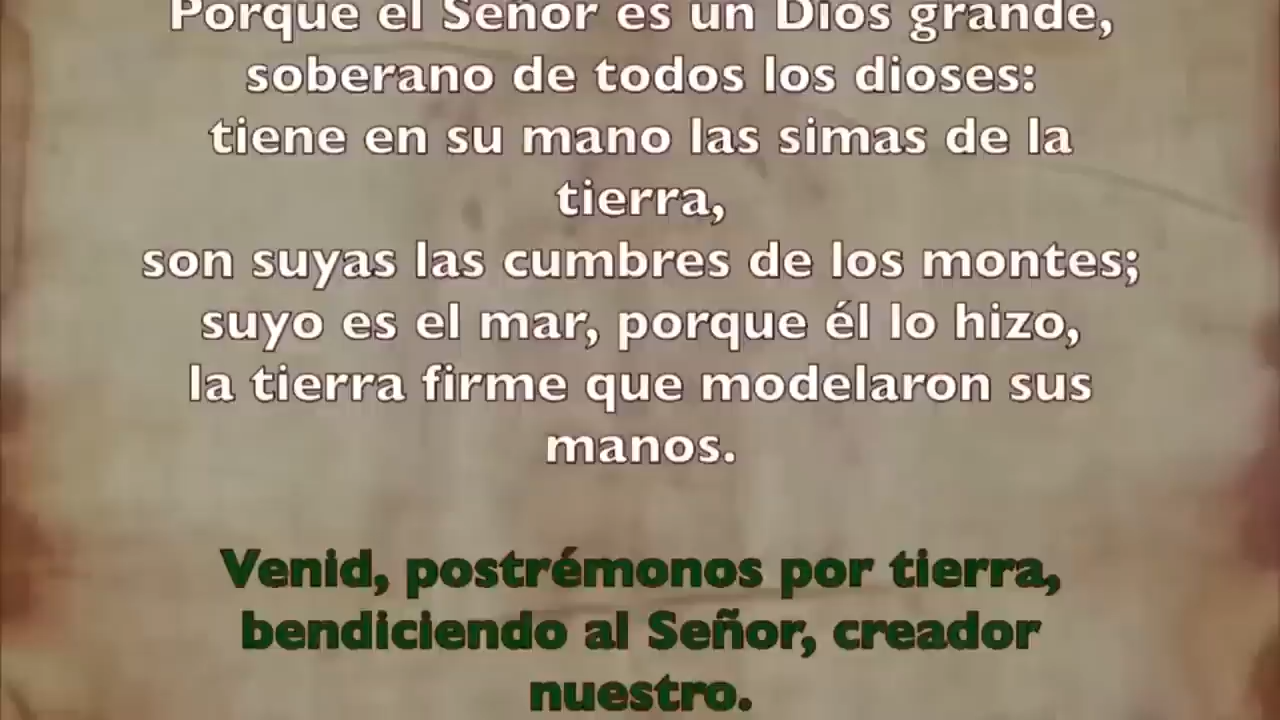 Porque el Señor es un Dios grande,
soberano de todos los dioses:
tiene en su mano las simas de la
tierra,
son suyas las cumbres de los montes;
suyo es el mar, porque él lo hizo,
la tierra firme que modelaron sus
manos.
Venid, postrémonos por tierra,
bendiciendo al Señor, creador
nuestro.